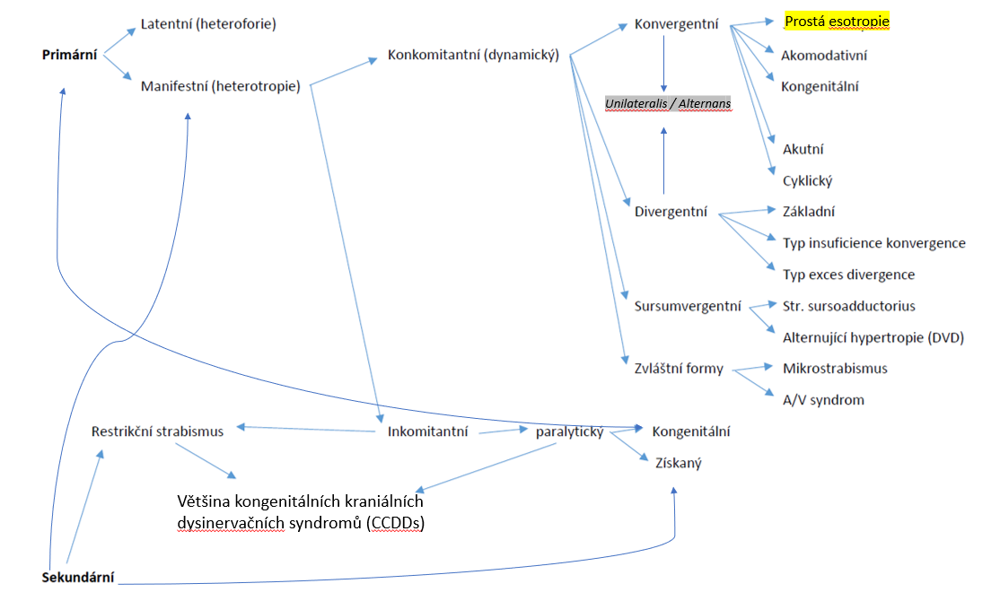 Latentní (heteroforie)
Primární
Manifestní (heterotropie)
Konkomitantní (dynamický)
Konvergentní
Prostá esotropie
Akomodativní
Kongenitální
Unilateralis / Alternans
Akutní
Cyklický
Divergentní
Základní
Typ insuficience konvergence
Typ exces divergence
Sursumvergentní
Str. sursoadductorius
Alternující hypertropie (DVD)
Zvláštní formy
Mikrostrabismus
A/V syndrom
Restrikční strabismus
Inkomitantní
paralytický
Kongenitální
Získaný
Většina kongenitálních kraniálních
dysinervačních syndromů (CCDDs)
Sekundární